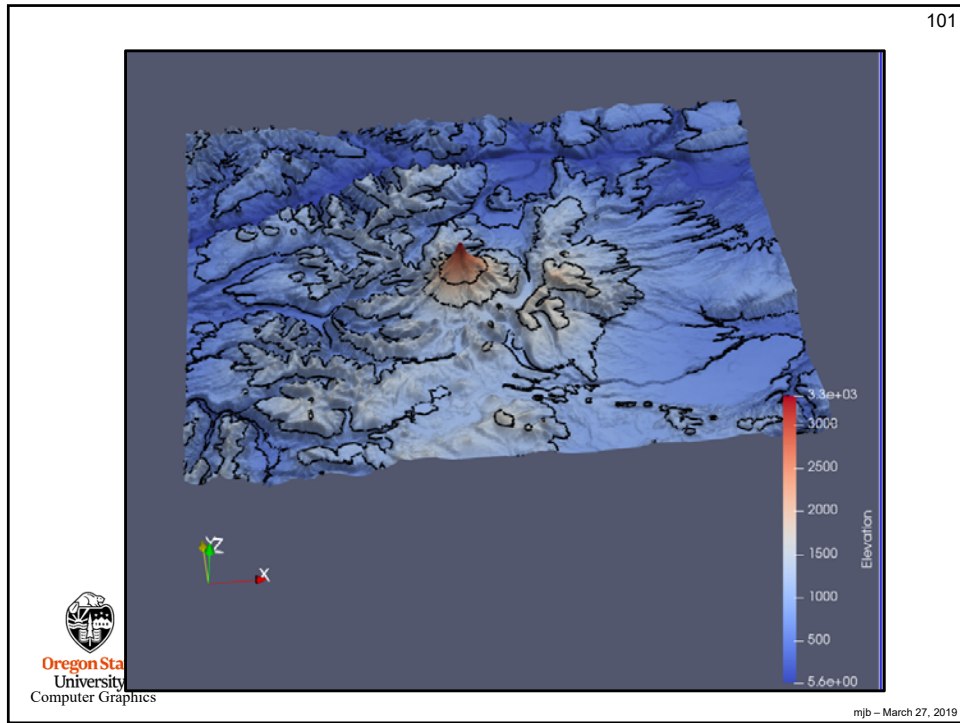 101
3.3e+03
3000
2500
2000
1500
1000
500
5.6e+00
Elevation
Z
X
Oregon Sta
University
Computer Graphics
mjb – March 27, 2019